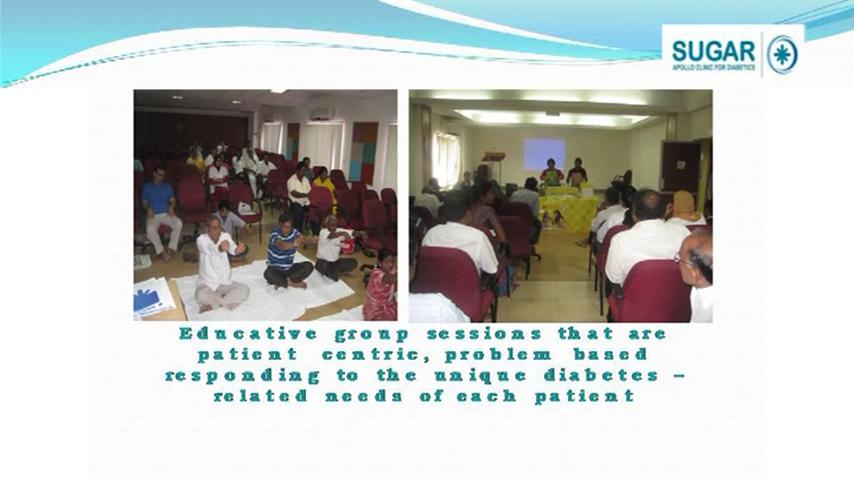 SUGAR
APOLLO CLINIC FOR DIABETICS
Educative group sessions that are
patient centric, problem based
responding to the unique diabetes –
related needs of each patient